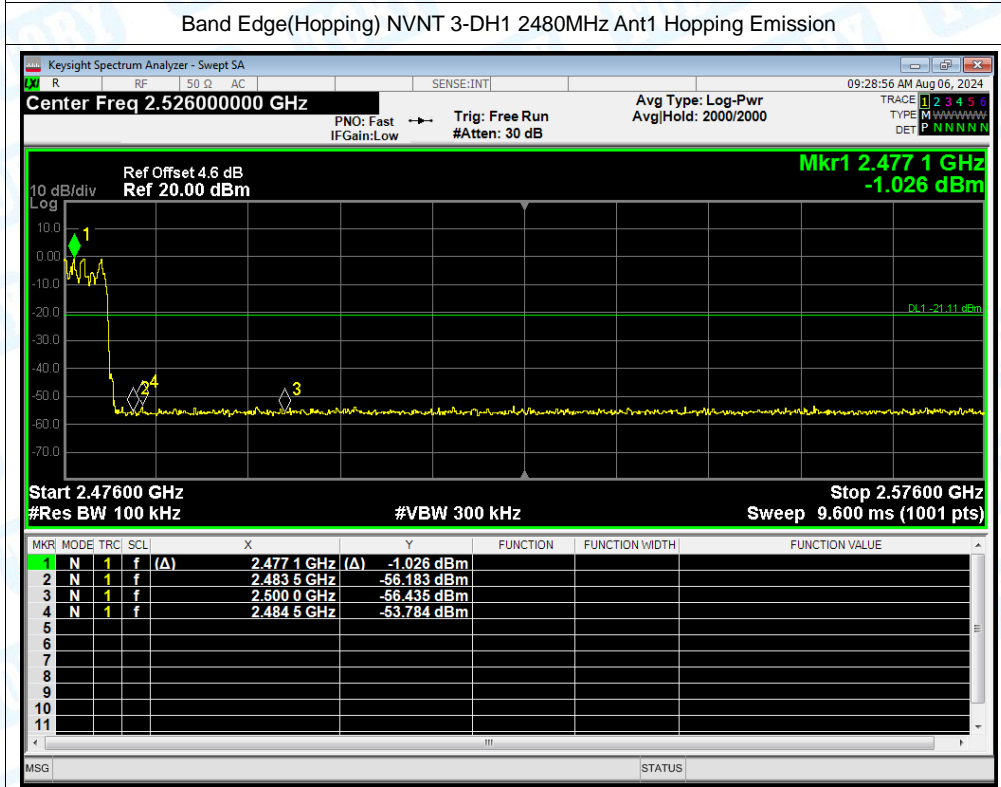 Band Edge(Hopping) NVNT 3-DH1 2480MHz Ant1 Hopping Emission
Keysight Spectrum Analyzer - Swept SA
LXI R RF 50 Ω AC SENSE:INT 09:28:56 AM Aug 06, 2024
Center Freq 2.526000000 GHz
PNO: Fast
IFGain:Low
Trig: Free Run
#Atten: 30 dB
Avg Type: Log-Pwr
Avg|Hold: 2000/2000
TRACE 1 2 3 4 5 6
TYPE M W W W W W
DET P N N N N N
Mkr1 2.477 1 GHz
-1.026 dBm
Ref Offset 4.6 dB
10 dB/div Ref 20.00 dBm
Log
10.0
0.00
-10.0
-20.0
-30.0
-40.0
-50.0
-60.0
-70.0
1
DL1 -21.11 dBm
2 4
3
Start 2.47600 GHz Stop 2.57600 GHz
#Res BW 100 kHz #VBW 300 kHz Sweep 9.600 ms (1001 pts)
MKR MODE TRC SCL X Y FUNCTION FUNCTION WIDTH FUNCTION VALUE
1 N 1 f (Δ) 2.477 1 GHz (Δ) -1.026 dBm
2 N 1 f 2.483 5 GHz -56.183 dBm
3 N 1 f 2.500 0 GHz -56.435 dBm
4 N 1 f 2.484 5 GHz -53.784 dBm
5
6
7
8
9
10
11
MSG STATUS